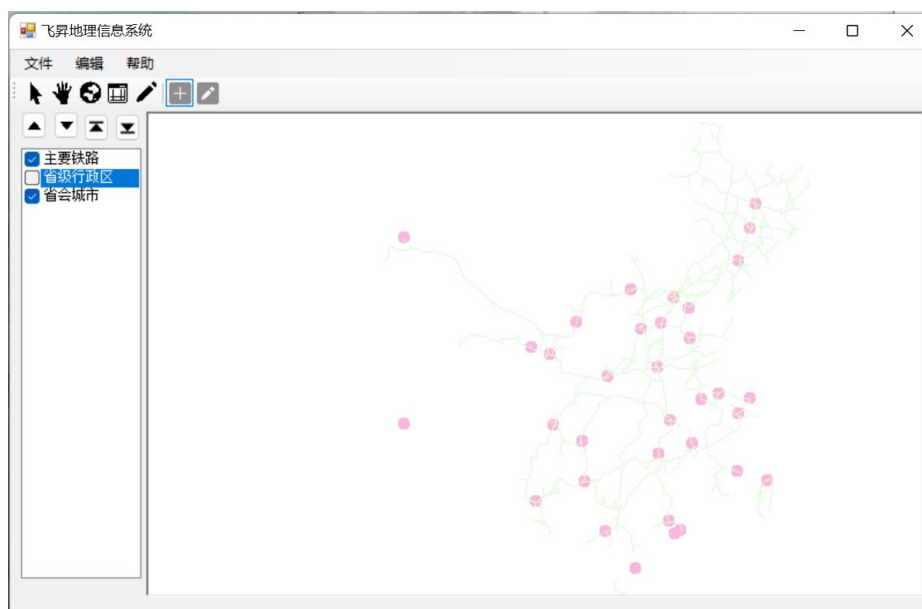 飞昇地理信息系统
文件 编辑 帮助
主要铁路
省级行政区
省会城市